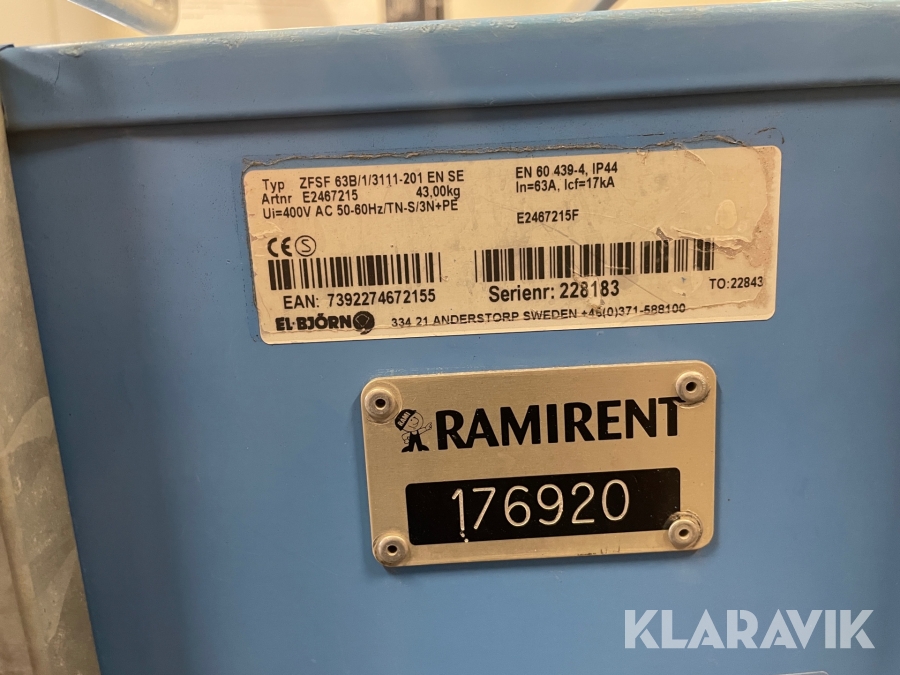 Typ ZFSF 63B/1/3111-201 EN SE
Artnr E2467215 43,00kg
Ui=400V AC 50-60Hz/TN-S/3N+PE
EN 60 439-4, IP44
In=63A, Icf=17kA
E2467215F
CE S
EAN: 7392274672155
Serienr: 228183
TO:22843
EL·BJÖRN 334 21 ANDERSTORP SWEDEN +46(0)371-588100
RAMI
RAMIRENT
176920
KLARAVIK